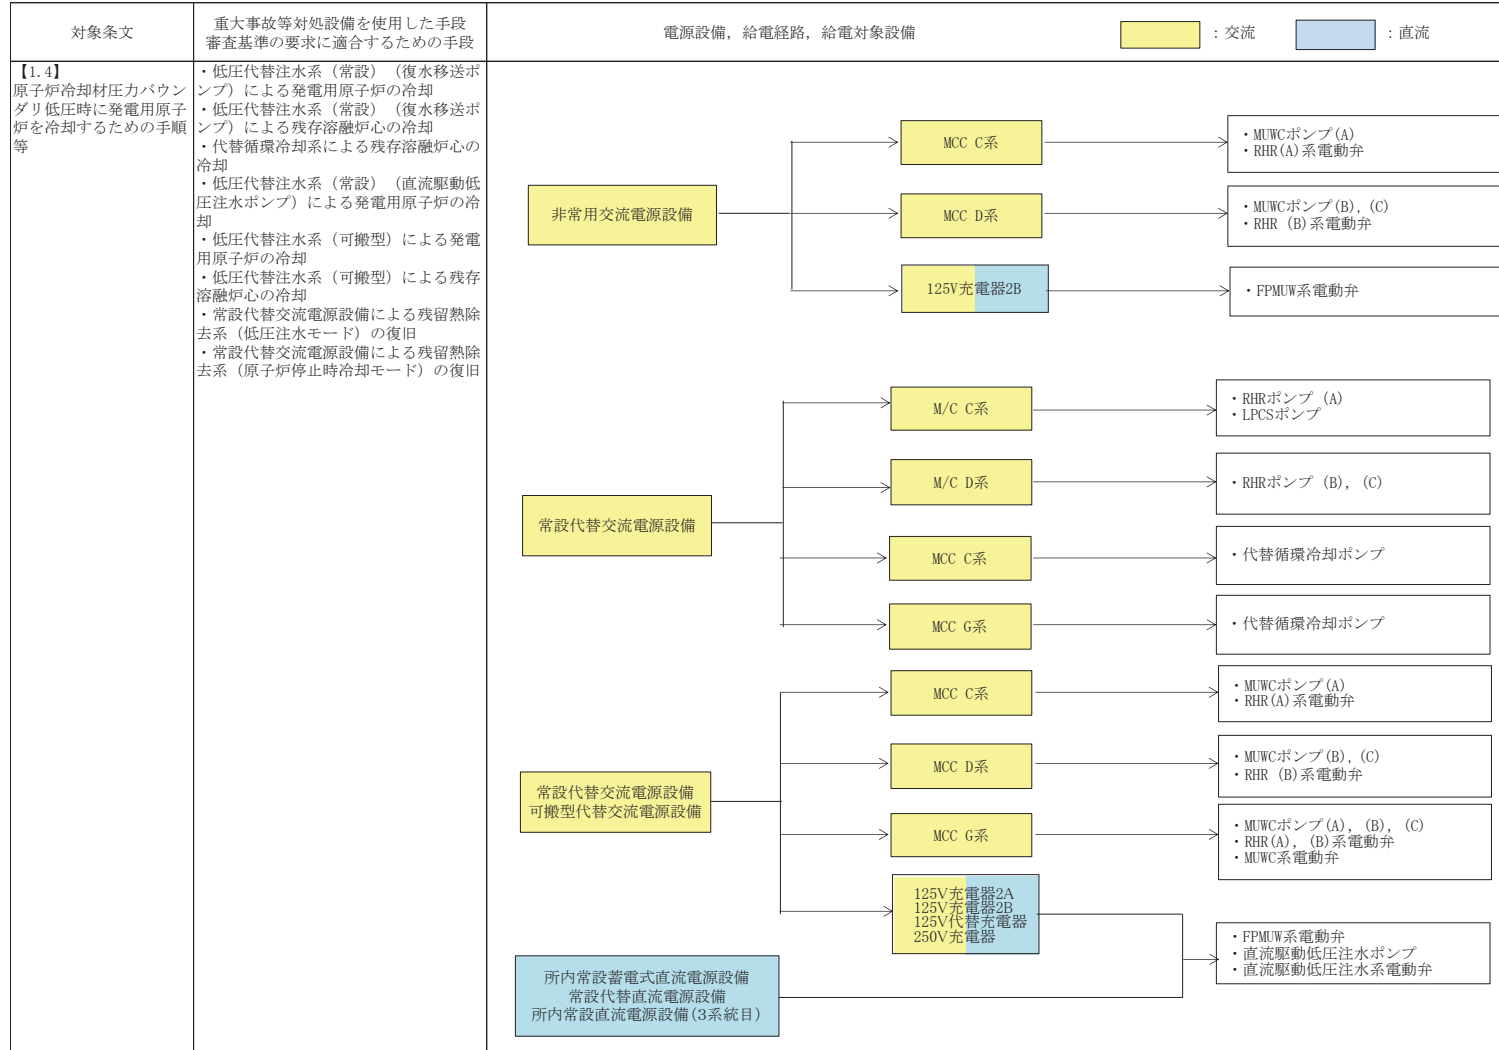 対象条文
重大事故等対処設備を使用した手段
審査基準の要求に適合するための手段
電源設備，給電経路，給電対象設備
：交流
：直流
【1.4】
原子炉冷却材圧力バウン
ダリ低圧時に発電用原子
炉を冷却するための手順
等
・低圧代替注水系（常設）（復水移送ポ
ンプ）による発電用原子炉の冷却
・低圧代替注水系（常設）（復水移送ポ
ンプ）による残存溶融炉心の冷却
・代替循環冷却系による残存溶融炉心の
冷却
・低圧代替注水系（常設）（直流駆動低
圧注水ポンプ）による発電用原子炉の冷
却
・低圧代替注水系（可搬型）による発電
用原子炉の冷却
・低圧代替注水系（可搬型）による残存
溶融炉心の冷却
・常設代替交流電源設備による残留熱除
去系（低圧注水モード）の復旧
・常設代替交流電源設備による残留熱除
去系（原子炉停止時冷却モード）の復旧
非常用交流電源設備
MCC C系
・MUWCポンプ(A)
・RHR(A)系電動弁
MCC D系
・MUWCポンプ(B), (C)
・RHR (B)系電動弁
125V充電器2B
・FPMUW系電動弁
常設代替交流電源設備
M/C C系
・RHRポンプ (A)
・LPCSポンプ
M/C D系
・RHRポンプ (B), (C)
MCC C系
・代替循環冷却ポンプ
MCC G系
・代替循環冷却ポンプ
常設代替交流電源設備
可搬型代替交流電源設備
MCC C系
・MUWCポンプ(A)
・RHR(A)系電動弁
MCC D系
・MUWCポンプ(B), (C)
・RHR (B)系電動弁
MCC G系
・MUWCポンプ(A), (B), (C)
・RHR(A), (B)系電動弁
・MUWC系電動弁
125V充電器2A
125V充電器2B
125V代替充電器
250V充電器
・FPMUW系電動弁
・直流駆動低圧注水ポンプ
・直流駆動低圧注水系電動弁
所内常設蓄電式直流電源設備
常設代替直流電源設備
所内常設直流電源設備(3系統目)